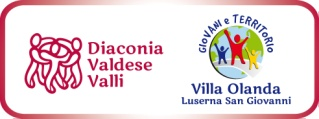 Diaconia
Valdese
Valli
GIOVANI e TERRITORIO
Villa Olanda
Luserna San Giovanni